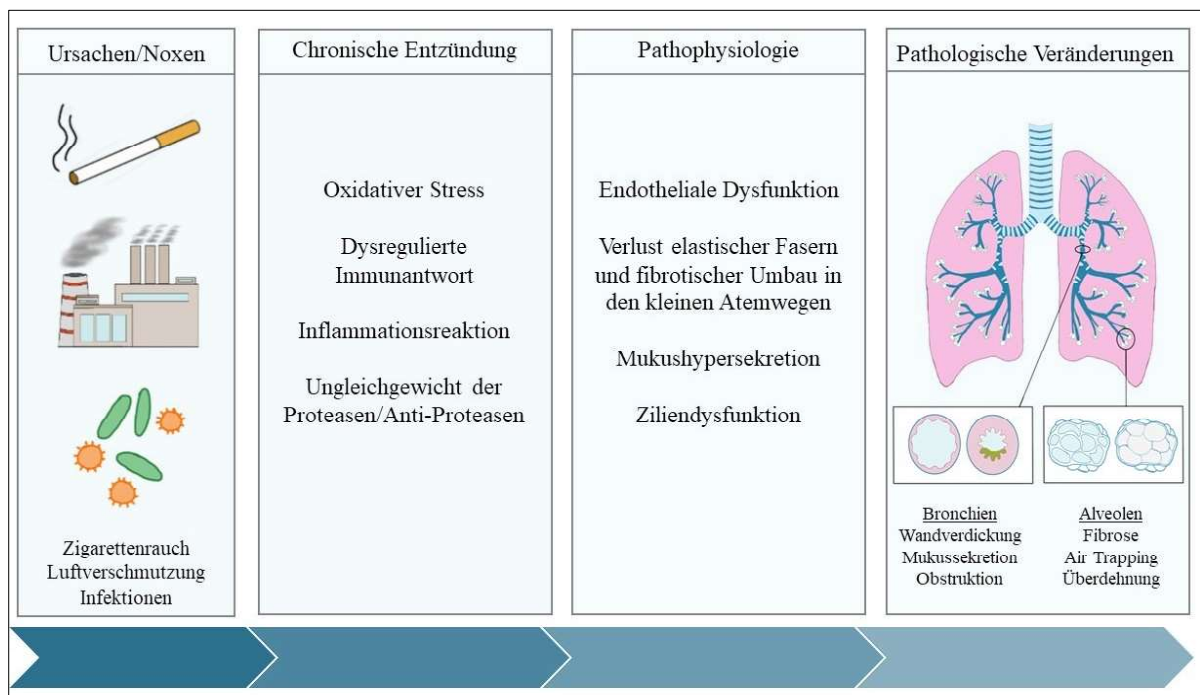 Ursachen/Noxen
Zigarettenrauch
Luftverschmutzung
Infektionen
Chronische Entzündung
Oxidativer Stress
Dysregulierte
Immunantwort
Inflammationsreaktion
Ungleichgewicht der
Proteasen/Anti-Proteasen
Pathophysiologie
Endotheliale Dysfunktion
Verlust elastischer Fasern
und fibrotischer Umbau in
den kleinen Atemwegen
Mukushypersekretion
Ziliendysfunktion
Pathologische Veränderungen
Bronchien
Wandverdickung
Mukussekretion
Obstruktion
Alveolen
Fibrose
Air Trapping
Überdehnung